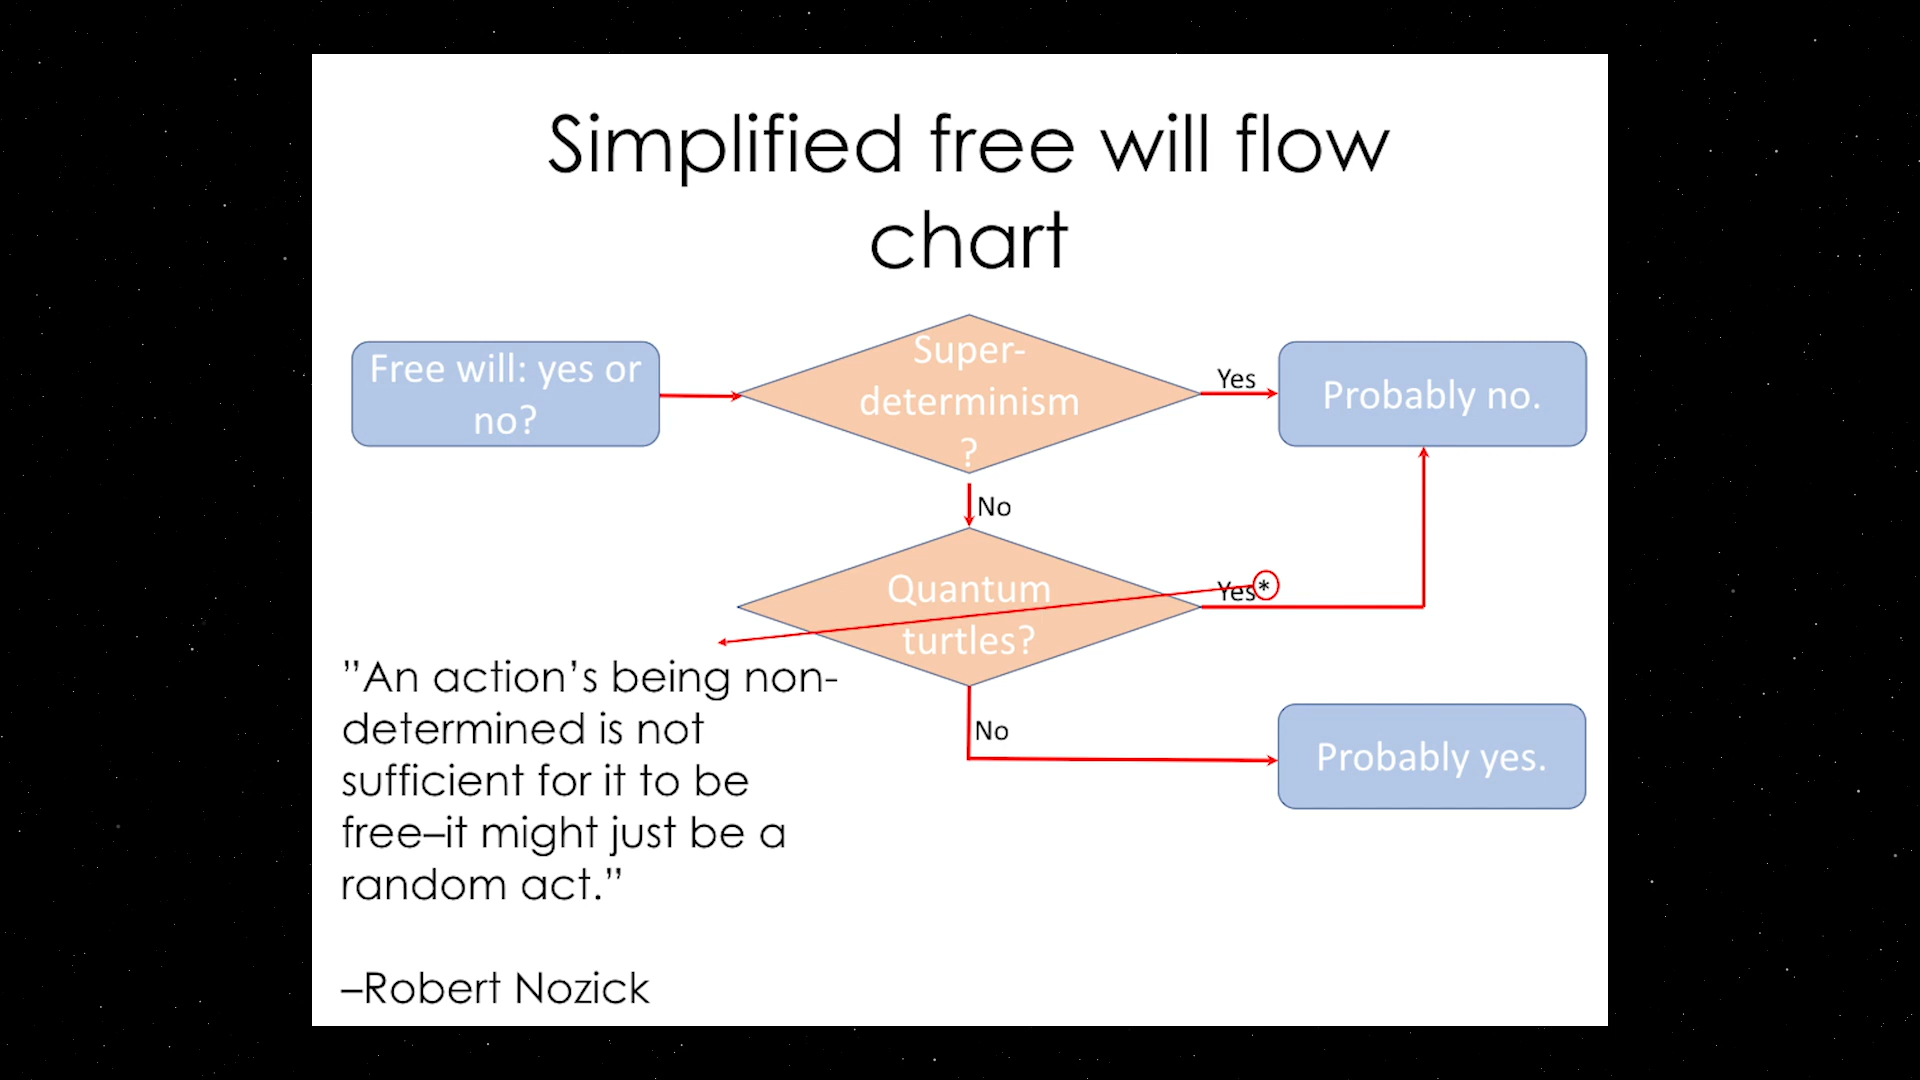 Simplified free will flow
chart
Free will: yes or
no?
Super-
determinism
?
Yes
Probably no.
No
Quantum
turtles?
Yes*
No
Probably yes.
”An action’s being non-
determined is not
sufficient for it to be
free–it might just be a
random act.”
–Robert Nozick